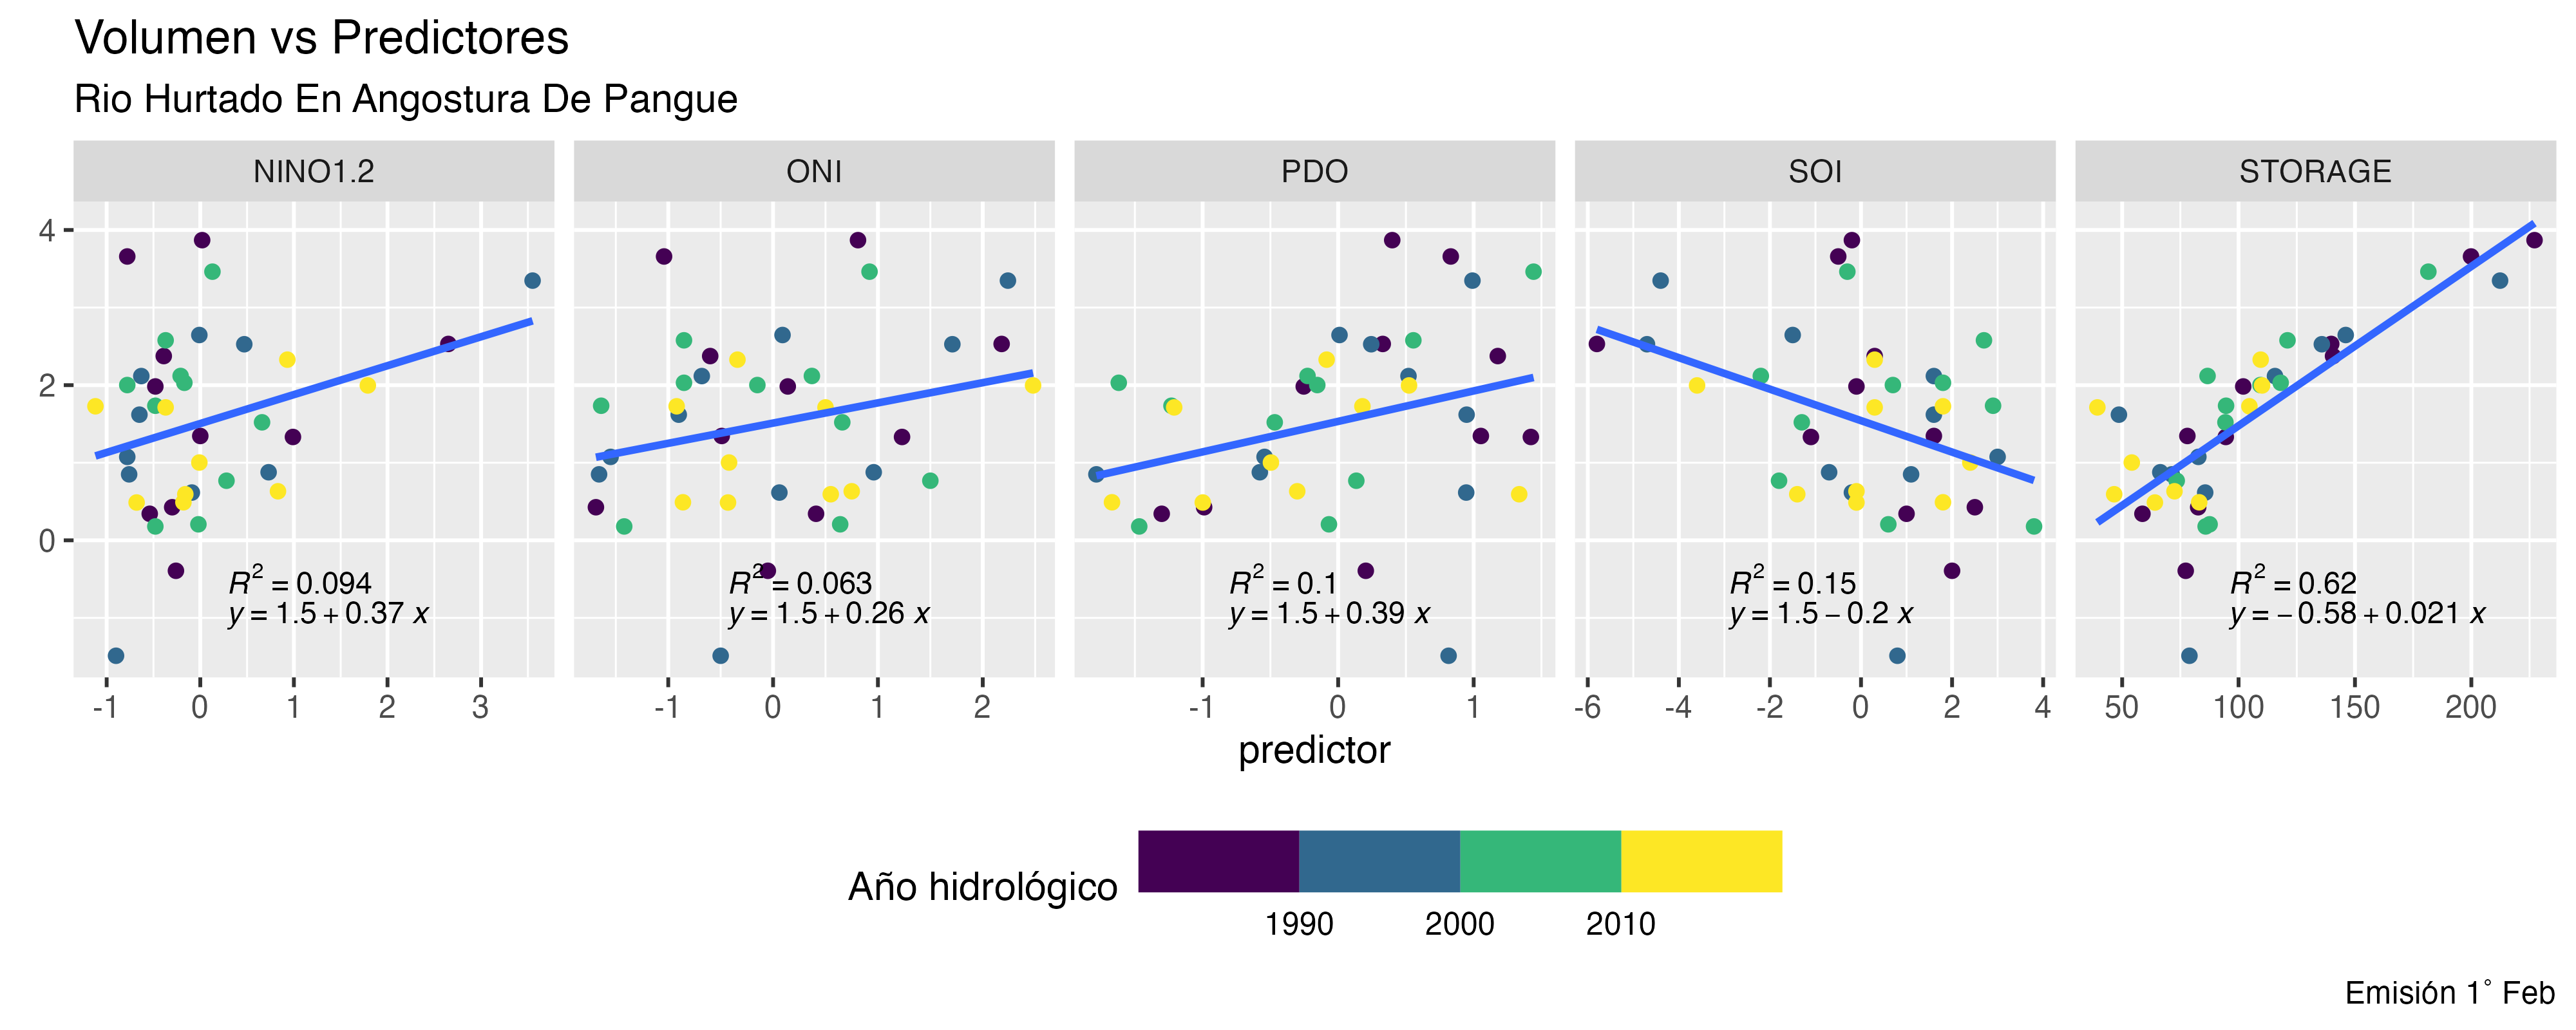 Volumen vs Predictores
Rio Hurtado En Angostura De Pangue
NINO1.2 ONI PDO SOI STORAGE
4
2
0
R² = 0.094
y = 1.5 + 0.37 x
R² = 0.063
y = 1.5 + 0.26 x
R² = 0.1
y = 1.5 + 0.39 x
R² = 0.15
y = 1.5 − 0.2 x
R² = 0.62
y = − 0.58 + 0.021 x
-1 0 1 2 3 -1 0 1 2 -1 0 1 -6 -4 -2 0 2 4 50 100 150 200
predictor
Año hidrológico
1990 2000 2010
Emisión 1° Feb